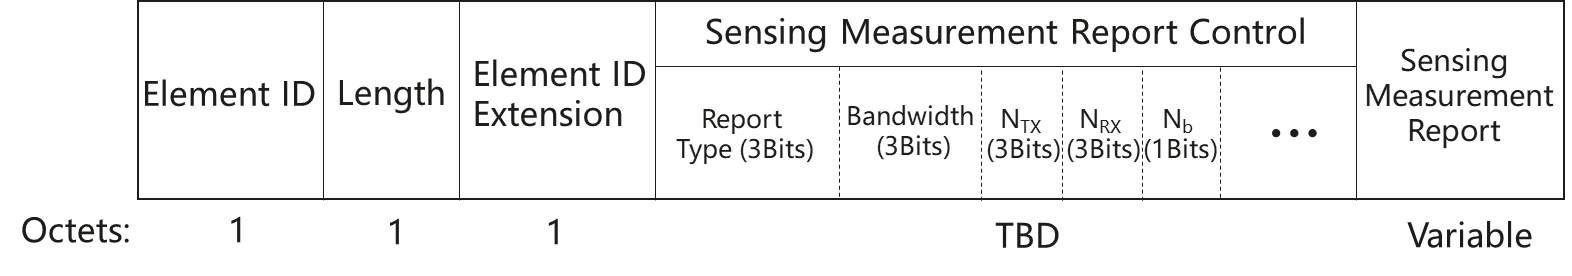 Sensing Measurement Report Control
Element ID
Length
Element ID
Extension
Report
Type (3Bits)
Bandwidth
(3Bits)
NTX
(3Bits)
NRX
(3Bits)
Nb
(1Bits)
•••
Sensing
Measurement
Report
Octets: 1 1 1 TBD Variable